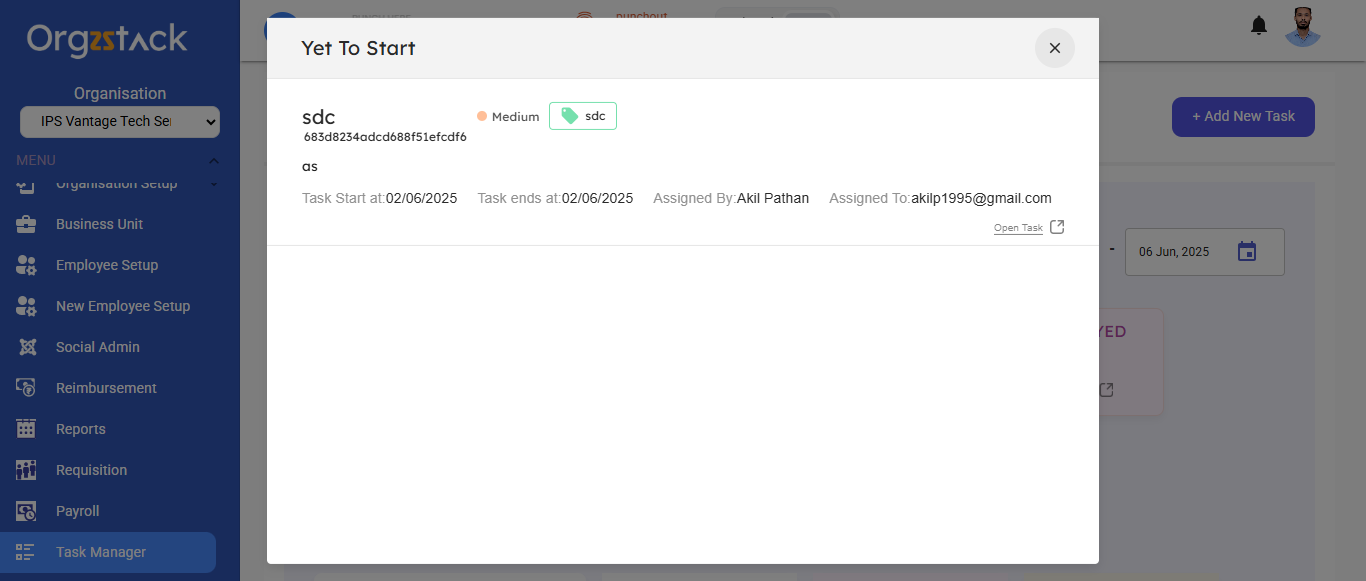 Orgzstack
Organisation
IPS Vantage Tech Ser
MENU
Organisation Setup
Business Unit
Employee Setup
New Employee Setup
Social Admin
Reimbursement
Reports
Requisition
Payroll
Task Manager
punchout
Yet To Start
sdc
Medium
sdc
683d8234adcd688f51efcdf6
as
Task Start at:02/06/2025 Task ends at:02/06/2025 Assigned By:Akil Pathan Assigned To:akilp1995@gmail.com
Open Task
+ Add New Task
- 06 Jun, 2025
YED